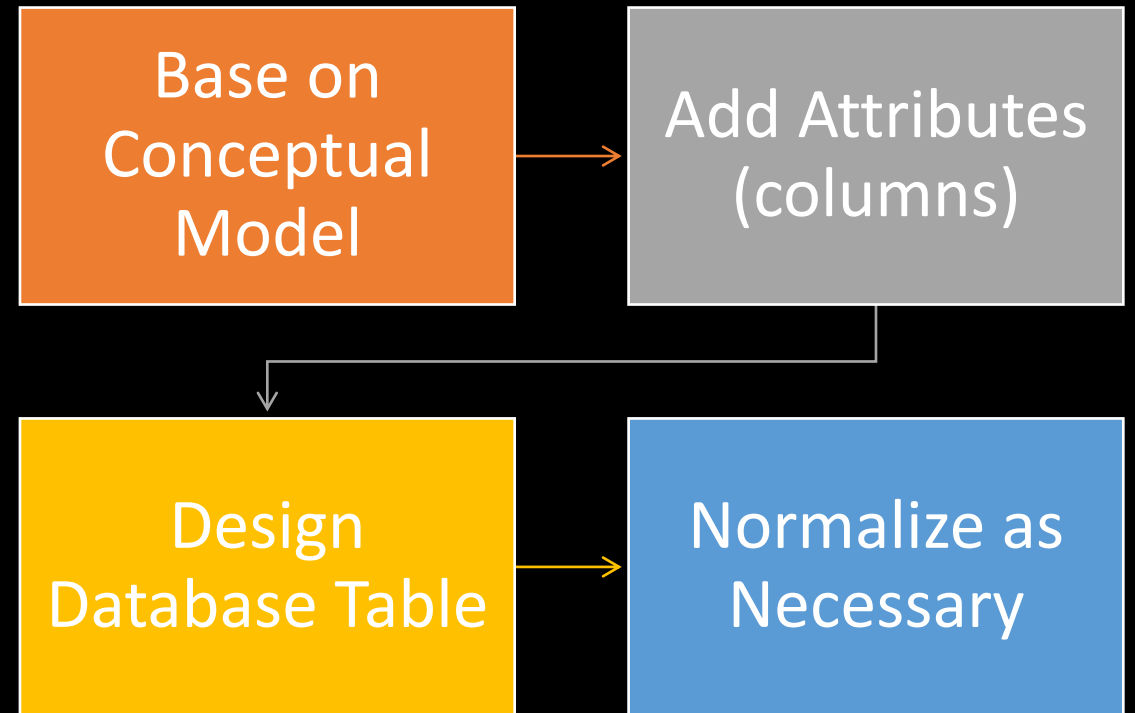 Base on
Conceptual
Model
Add Attributes
(columns)
Design
Database Table
Normalize as
Necessary